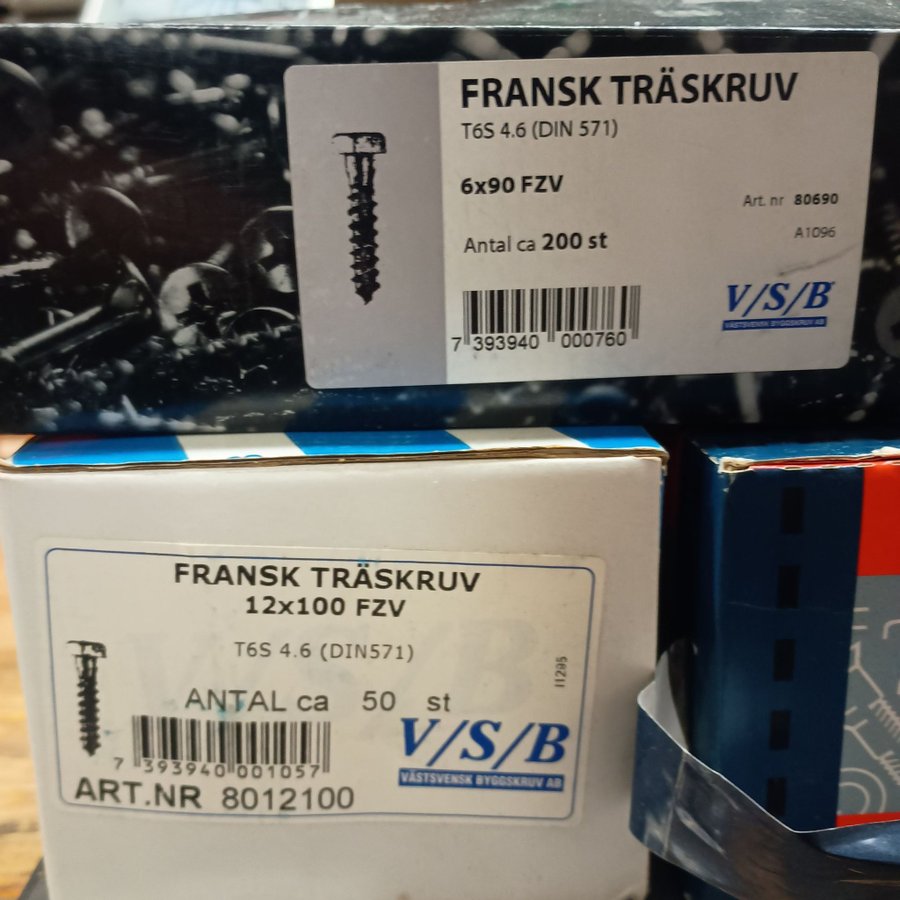 FRANSK TRÄSKRUV
T6S 4.6 (DIN 571)
6x90 FZV
Art. nr 80690
A1096
Antal ca 200 st
V/S/B
VÄSTSVENSK BYGGSKRUV AB
7 393940 000760
FRANSK TRÄSKRUV
12x100 FZV
T6S 4.6 (DIN571)
11295
ANTAL ca 50 st
V/S/B
VÄSTSVENSK BYGGSKRUV AB
7 393940 001057
ART.NR 8012100